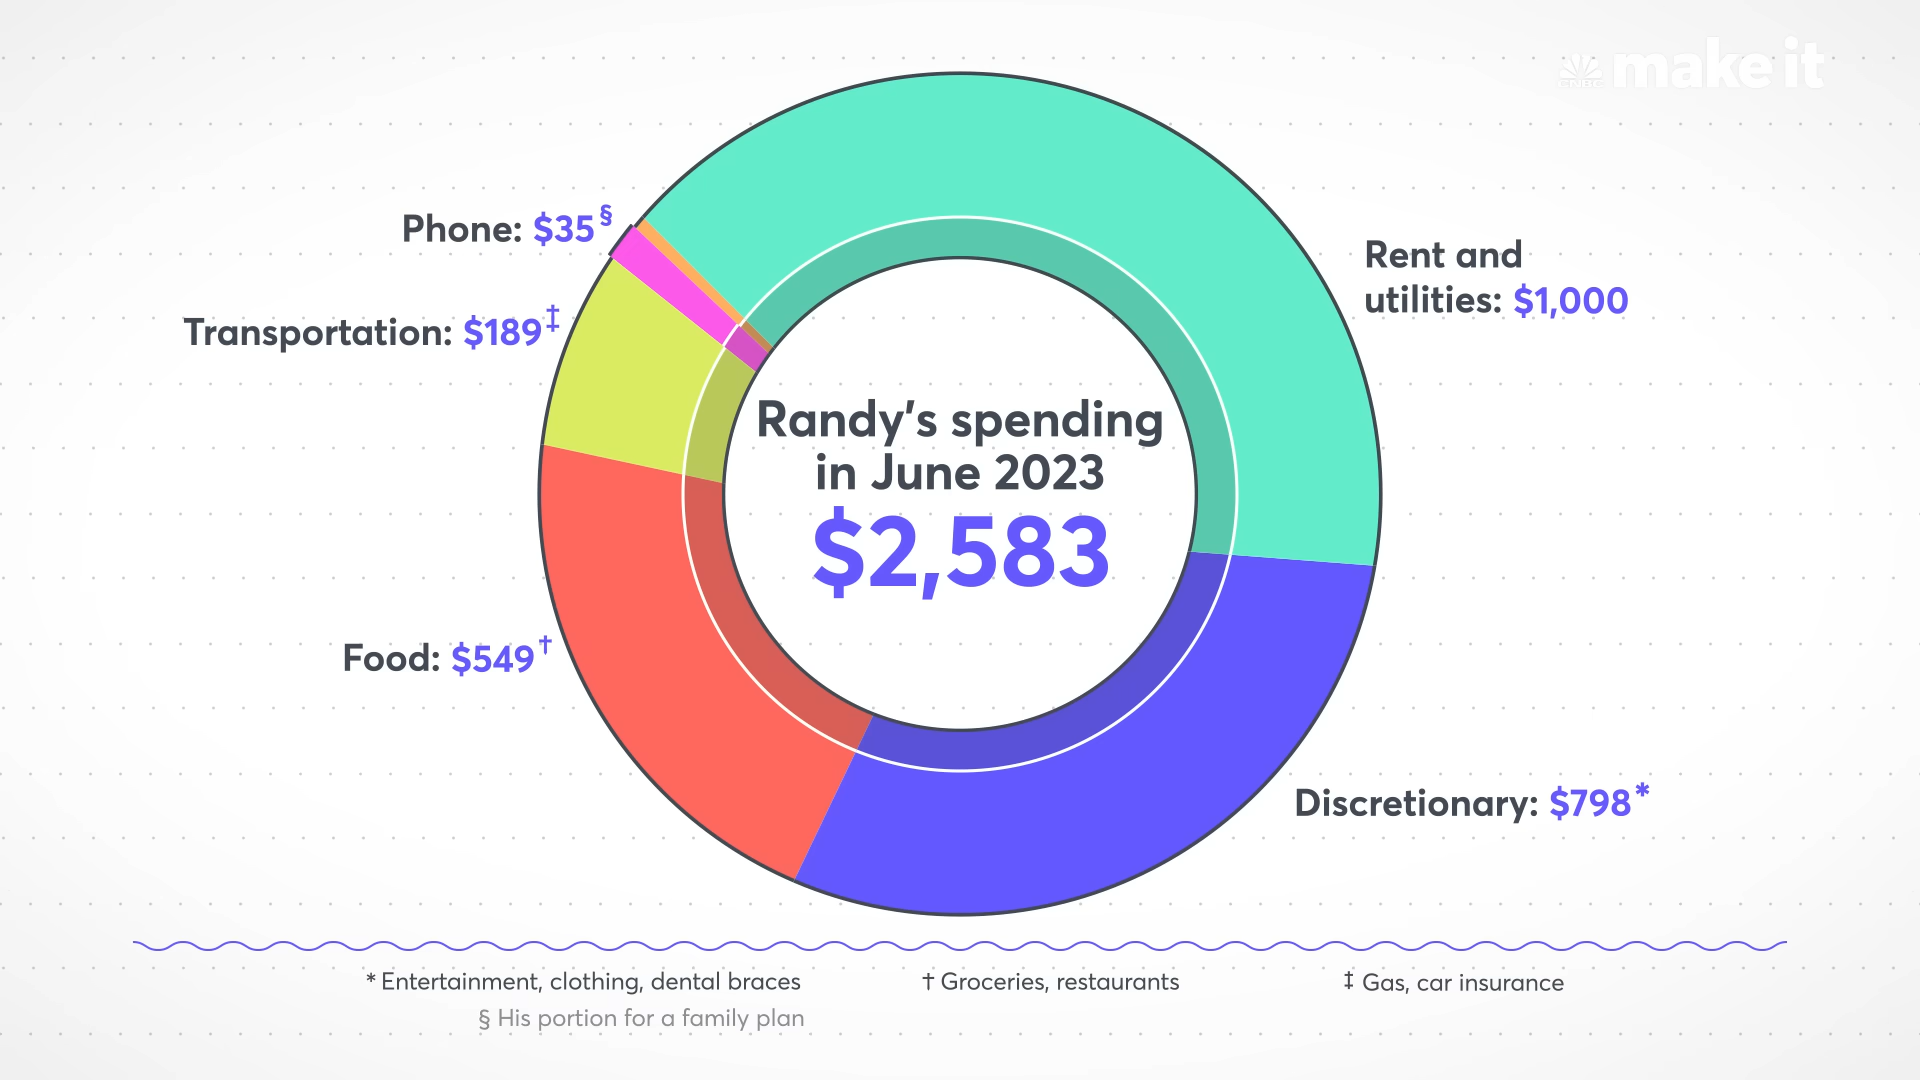 CNBC make it
Phone: $35§
Transportation: $189‡
Food: $549†
Rent and
utilities: $1,000
Discretionary: $798*
Randy's spending
in June 2023
$2,583
* Entertainment, clothing, dental braces
† Groceries, restaurants
‡ Gas, car insurance
§ His portion for a family plan